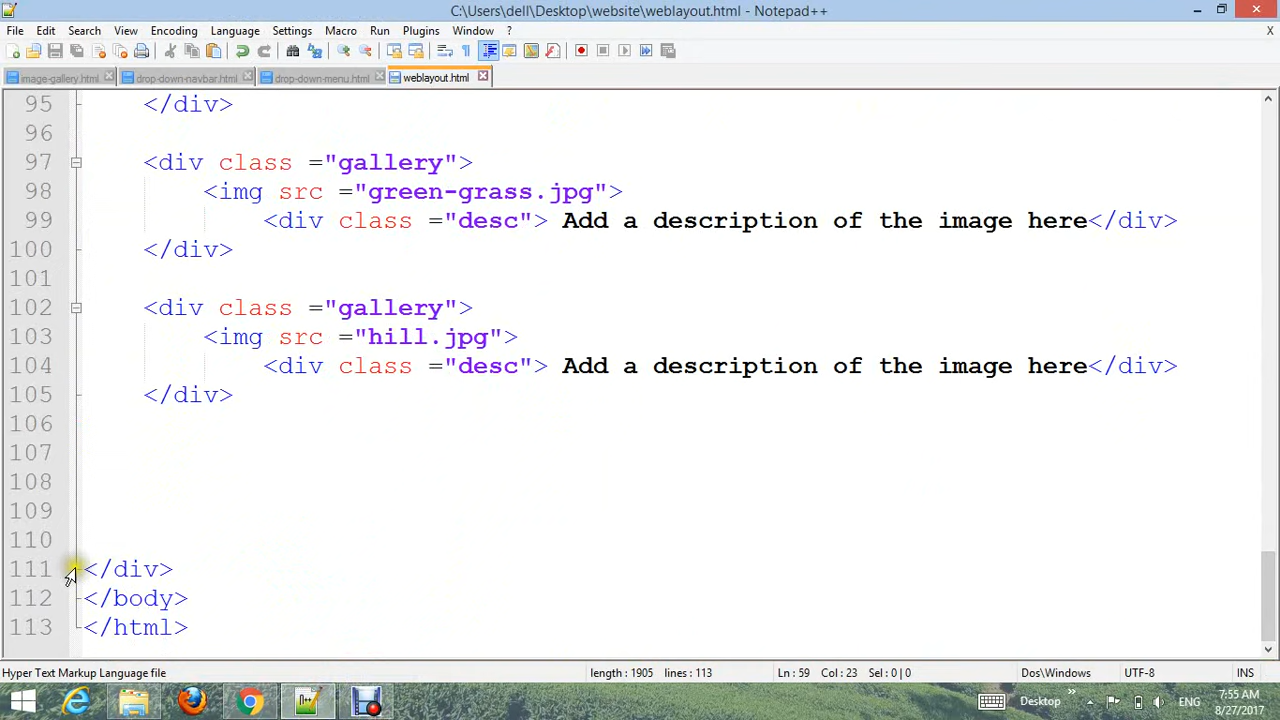 C:\Users\dell\Desktop\website\weblayout.html - Notepad++
File Edit Search View Encoding Language Settings Macro Run Plugins Window ? X
image-gallery.html drop-down-navbar.html drop-down-menu.html weblayout.html
95 </div>
96
97 <div class ="gallery">
98 <img src ="green-grass.jpg">
99 <div class ="desc"> Add a description of the image here</div>
100 </div>
101
102 <div class ="gallery">
103 <img src ="hill.jpg">
104 <div class ="desc"> Add a description of the image here</div>
105 </div>
106
107
108
109
110
111 </div>
112 </body>
113 </html>
Hyper Text Markup Language file length : 1905 lines : 113 Ln : 59 Col : 23 Sel : 0 | 0 Dos\Windows UTF-8 INS
Desktop ENG 7:55 AM
8/27/2017